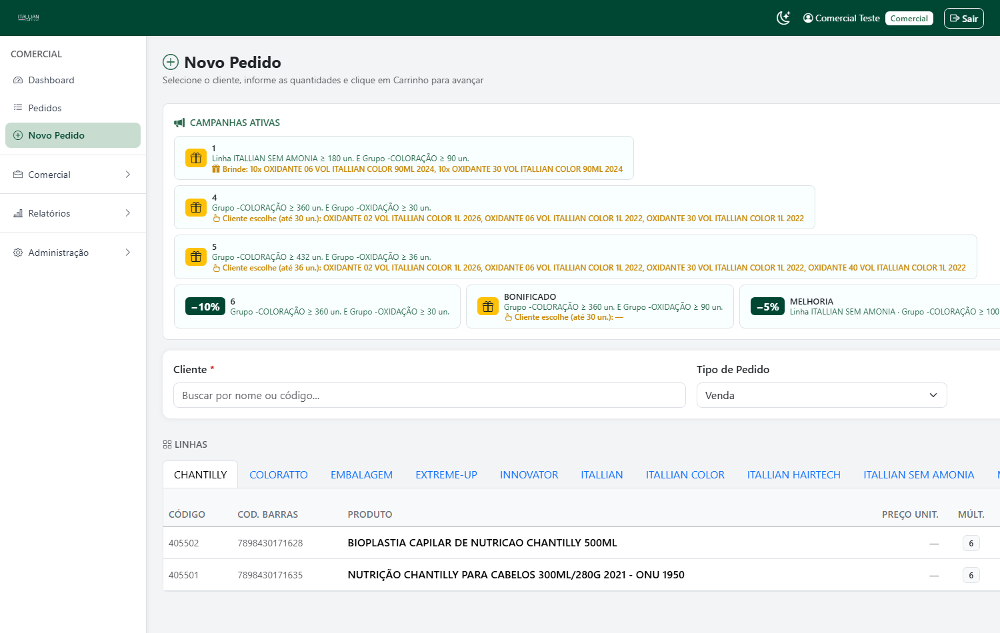 ITALLIAN
Comercial Teste
Comercial
Sair
COMERCIAL
Dashboard
Pedidos
Novo Pedido
Comercial
Relatórios
Administração
Novo Pedido
Selecione o cliente, informe as quantidades e clique em Carrinho para avançar
CAMPANHAS ATIVAS
1
Linha ITALLIAN SEM AMONIA ≥ 180 un. E Grupo -COLORAÇÃO ≥ 90 un.
Brinde: 10x OXIDANTE 06 VOL ITALLIAN COLOR 90ML 2024, 10x OXIDANTE 30 VOL ITALLIAN COLOR 90ML 2024
4
Grupo -COLORAÇÃO ≥ 360 un. E Grupo -OXIDAÇÃO ≥ 30 un.
Cliente escolhe (até 30 un.): OXIDANTE 02 VOL ITALLIAN COLOR 1L 2026, OXIDANTE 06 VOL ITALLIAN COLOR 1L 2022, OXIDANTE 30 VOL ITALLIAN COLOR 1L 2022
5
Grupo -COLORAÇÃO ≥ 432 un. E Grupo -OXIDAÇÃO ≥ 36 un.
Cliente escolhe (até 36 un.): OXIDANTE 02 VOL ITALLIAN COLOR 1L 2026, OXIDANTE 06 VOL ITALLIAN COLOR 1L 2022, OXIDANTE 30 VOL ITALLIAN COLOR 1L 2022, OXIDANTE 40 VOL ITALLIAN COLOR 1L 2022
–10%
6
Grupo -COLORAÇÃO ≥ 360 un. E Grupo -OXIDAÇÃO ≥ 30 un.
BONIFICADO
Grupo -COLORAÇÃO ≥ 360 un. E Grupo -OXIDAÇÃO ≥ 90 un.
Cliente escolhe (até 30 un.): —
–5%
MELHORIA
Linha ITALLIAN SEM AMONIA · Grupo -COLORAÇÃO ≥ 100
Cliente *
Buscar por nome ou código...
Tipo de Pedido
Venda
LINHAS
CHANTILLY COLORATTO EMBALAGEM EXTREME-UP INNOVATOR ITALLIAN ITALLIAN COLOR ITALLIAN HAIRTECH ITALLIAN SEM AMONIA
CÓDIGO COD. BARRAS PRODUTO PREÇO UNIT. MÚLT.
405502 7898430171628 BIOPLASTIA CAPILAR DE NUTRICAO CHANTILLY 500ML — 6
405501 7898430171635 NUTRIÇÃO CHANTILLY PARA CABELOS 300ML/280G 2021 - ONU 1950 — 6